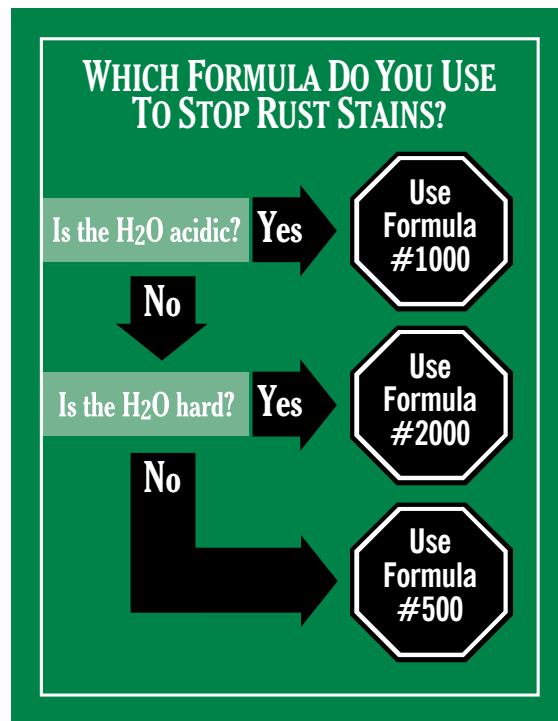 WHICH FORMULA DO YOU USE
TO STOP RUST STAINS?
Is the H2O acidic? Yes
Use
Formula
#1000
No
Is the H2O hard? Yes
Use
Formula
#2000
No
Use
Formula
#500